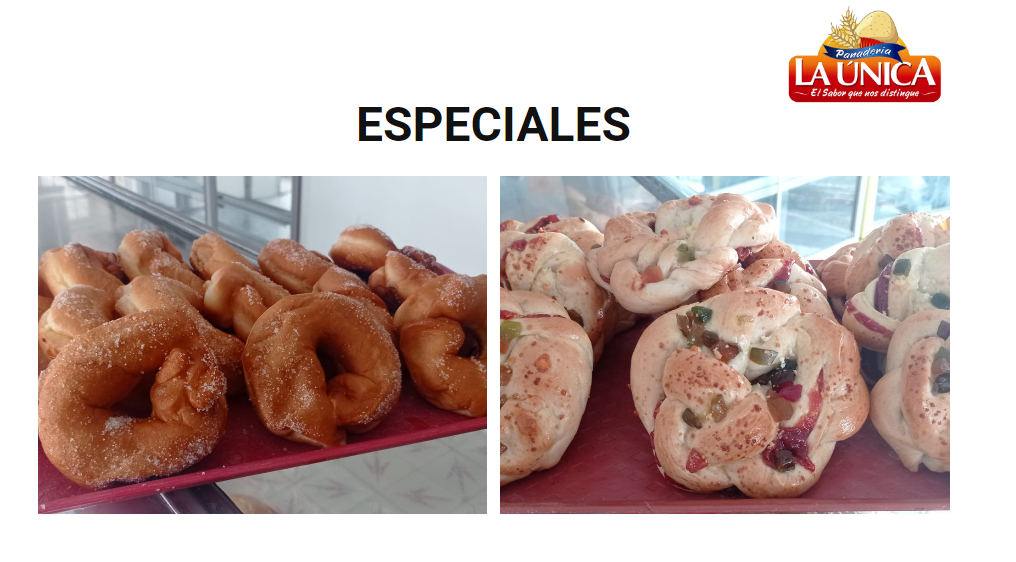 Panadería
LA ÚNICA
El Sabor que nos distingue
ESPECIALES